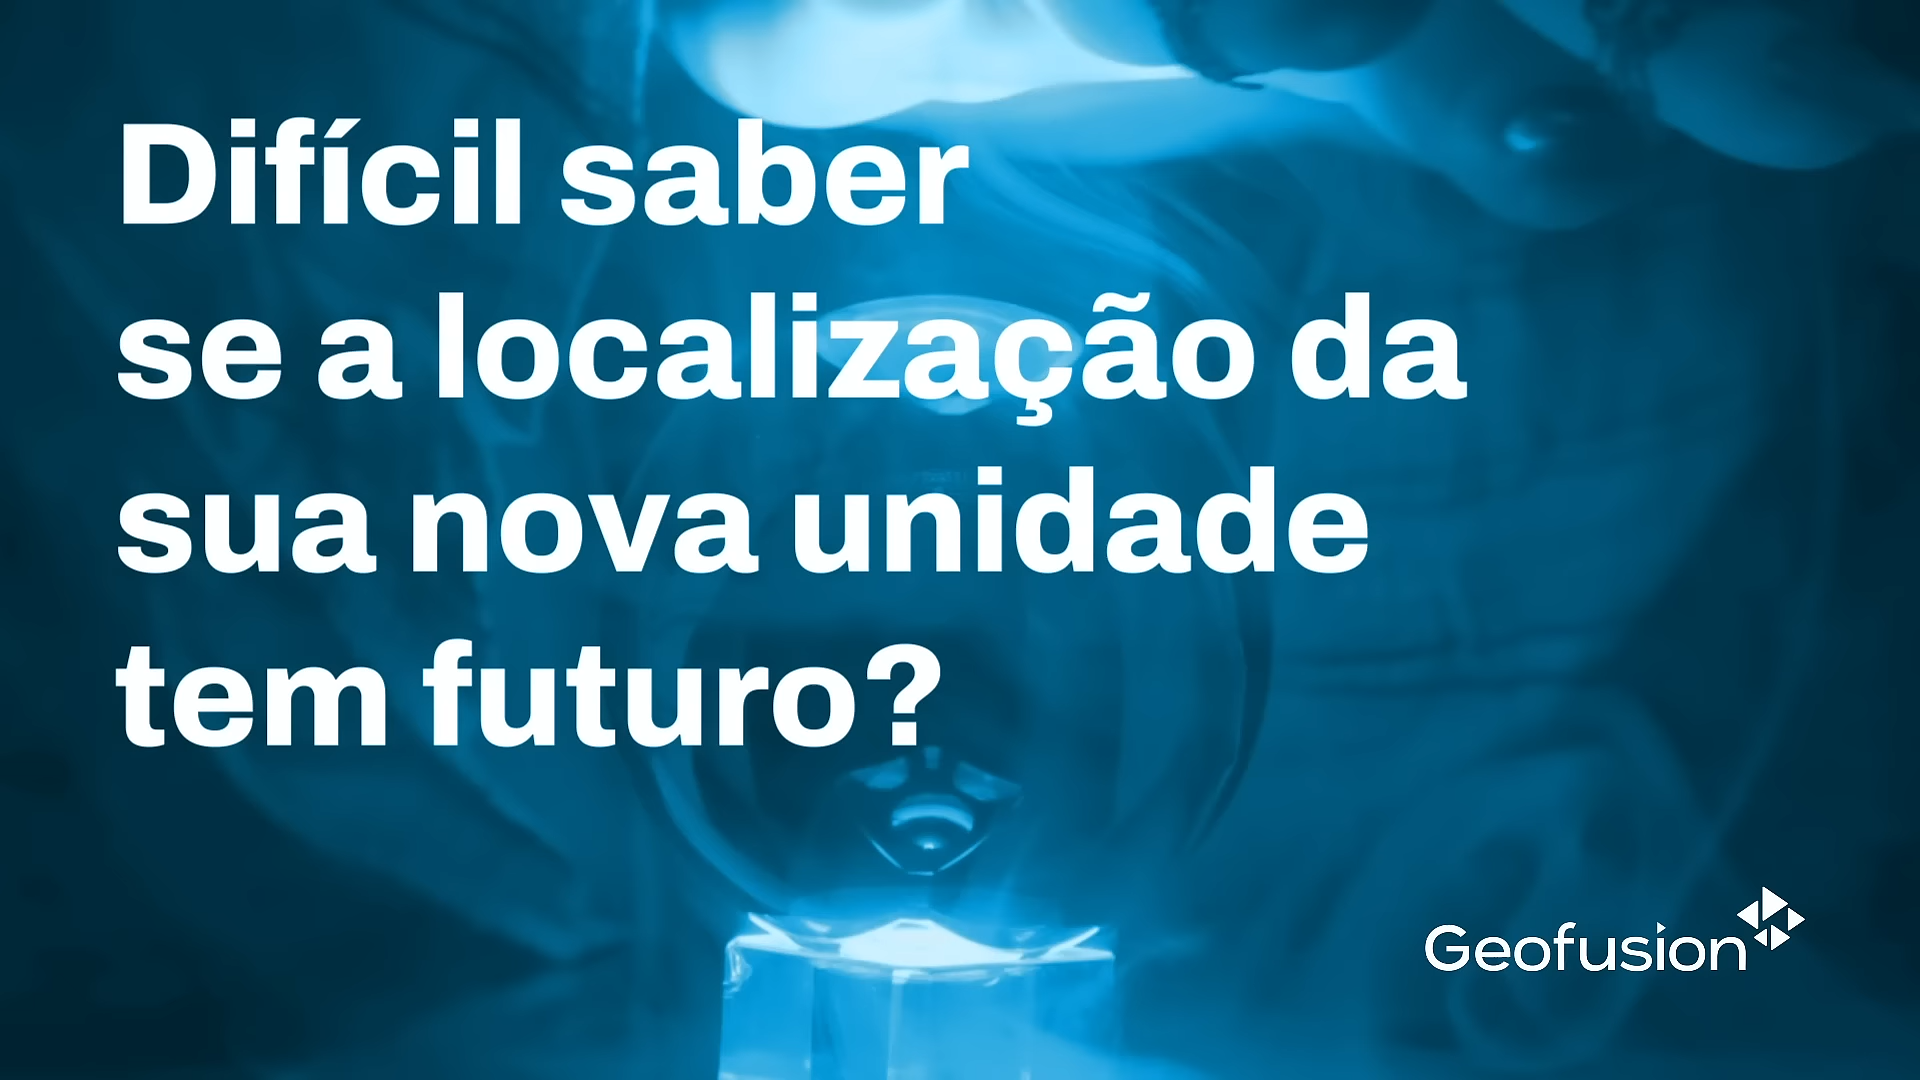 Difícil saber
se a localização da
sua nova unidade
tem futuro?
Geofusion